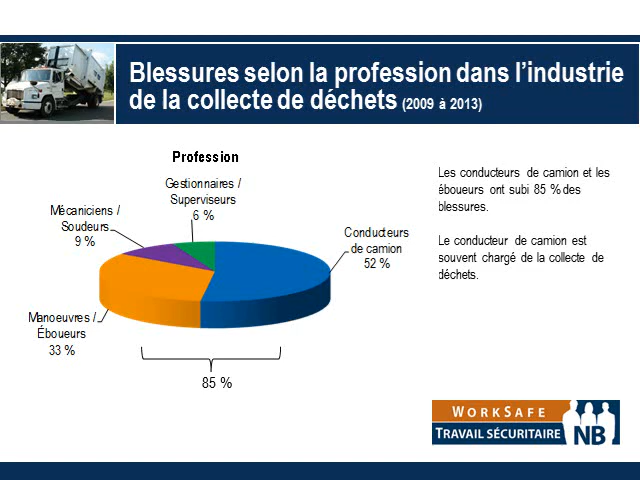 Blessures selon la profession dans l’industrie
de la collecte de déchets (2009 à 2013)
Profession
Gestionnaires /
Superviseurs
6 %
Mécaniciens /
Soudeurs
9 %
Conducteurs
de camion
52 %
Manoeuvres /
Éboueurs
33 %
85 %
Les conducteurs de camion et les
éboueurs ont subi 85 % des
blessures.
Le conducteur de camion est
souvent chargé de la collecte de
déchets.
WORKSAFE
TRAVAIL SÉCURITAIRE
NB